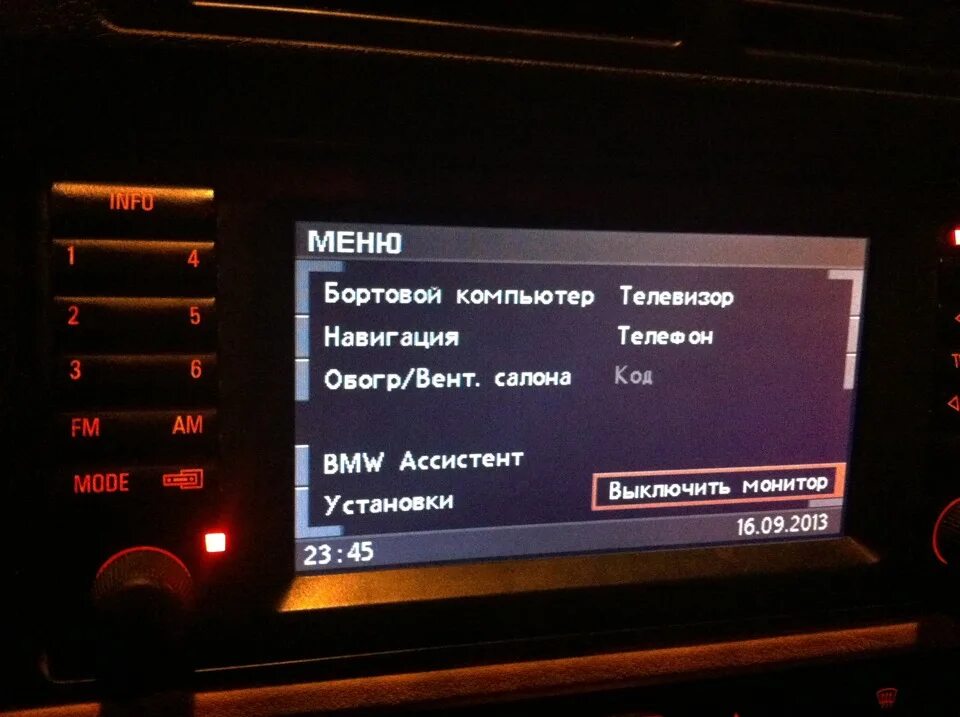 INFO
1 4
2 5
3 6
FM AM
MODE
МЕНЮ
Бортовой компьютер Телевизор
Навигация Телефон
Обогр/Вент. салона Код
BMW Ассистент
Установки Выключить монитор
16.09.2013
23:45